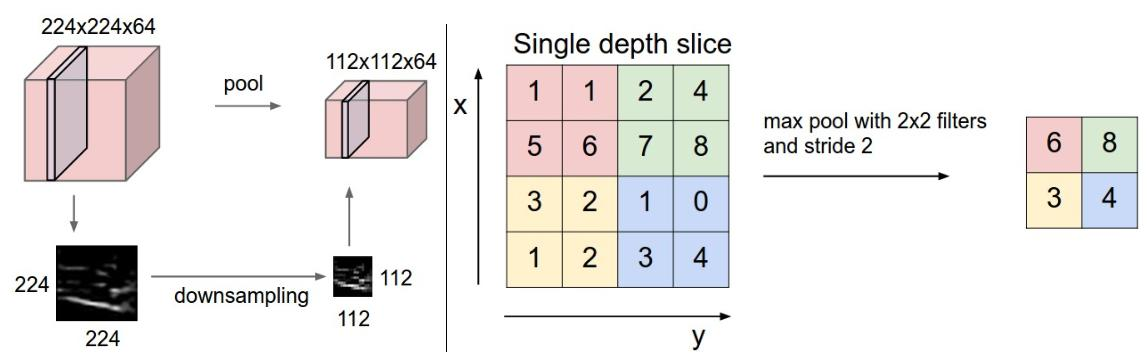 224x224x64
pool
112x112x64
224
224
downsampling
112
112
Single depth slice
x
1 1 2 4
5 6 7 8
3 2 1 0
1 2 3 4
y
max pool with 2x2 filters
and stride 2
6 8
3 4